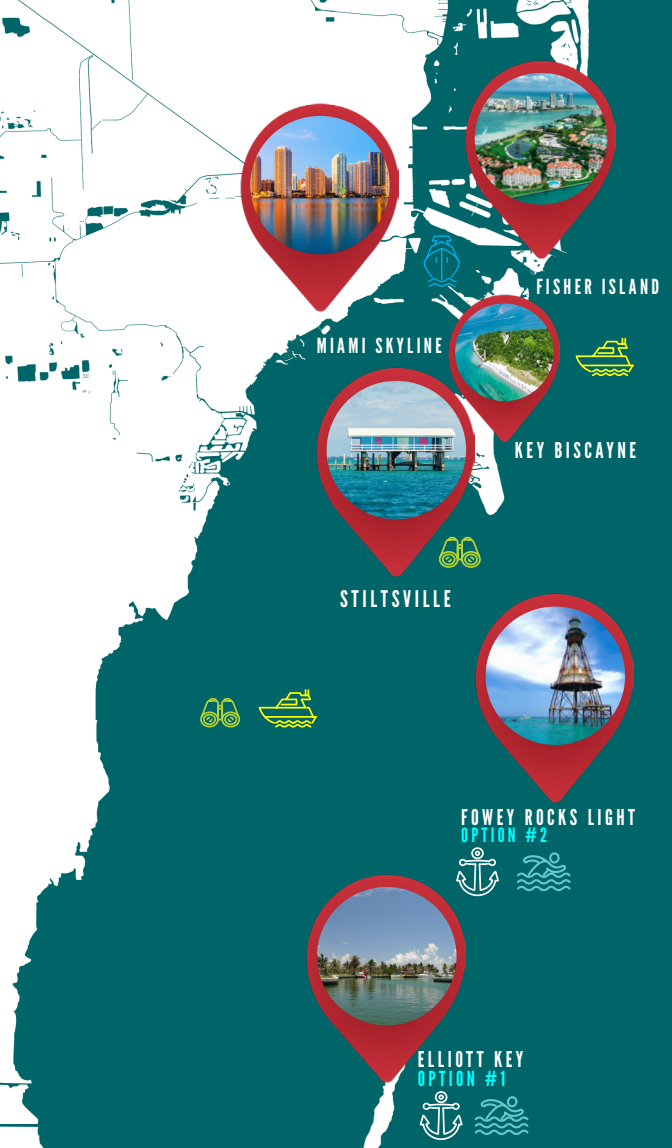 FISHER ISLAND
MIAMI SKYLINE
KEY BISCAYNE
STILTSVILLE
FOWEY ROCKS LIGHT
OPTION #2
ELLIOTT KEY
OPTION #1